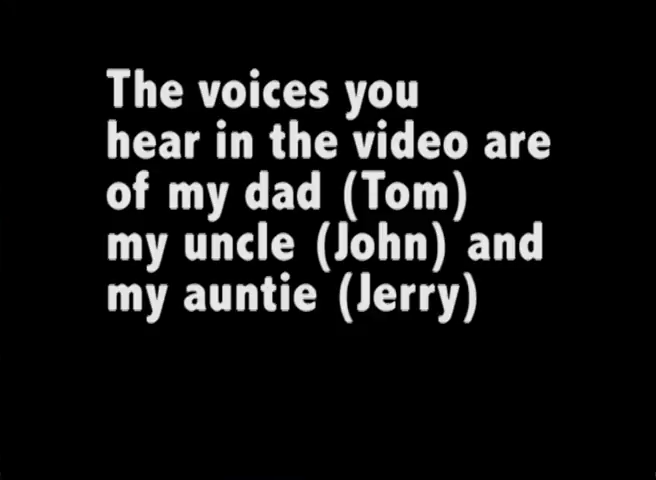 The voices you
hear in the video are
of my dad (Tom)
my uncle (John) and
my auntie (Jerry)